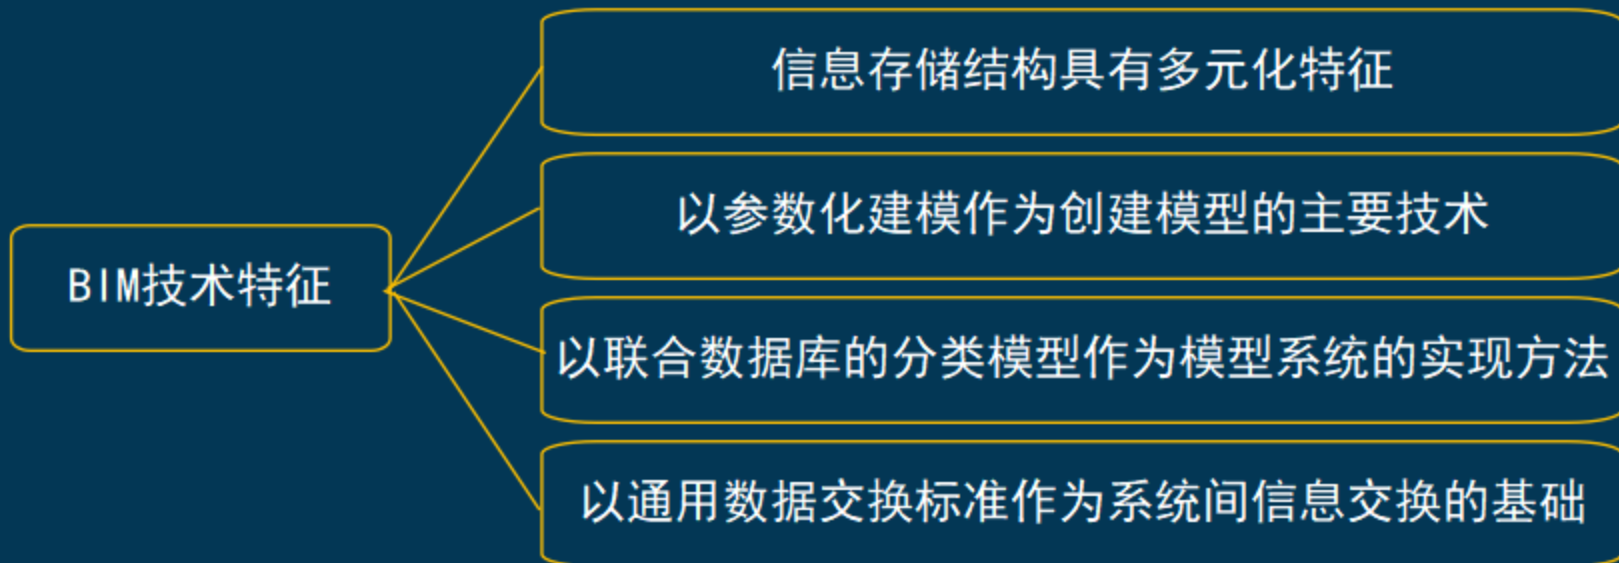 信息存储结构具有多元化特征
以参数化建模作为创建模型的主要技术
BIM技术特征
以联合数据库的分类模型作为模型系统的实现方法
以通用数据交换标准作为系统间信息交换的基础